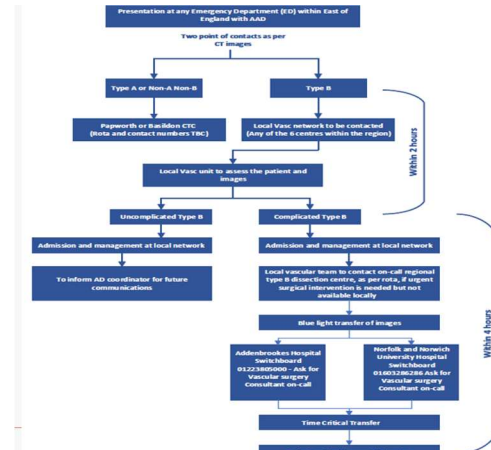 Presentation at any Emergency Department (ED) within East of
England with AAD
Two point of contacts as per
CT images
Type A or Non-A Non-B
Type B
Papworth or Basildon CTC
(Rota and contact numbers TBC)
Local Vasc network to be contacted
(Any of the 6 centres within the region)
Within 2 hours
Local Vasc unit to assess the patient and
images
Uncomplicated Type B
Complicated Type B
Admission and management at local network
Admission and management at local network
To inform AD coordinator for future
communications
Local vascular team to contact on-call regional
type B dissection centre, as per rota, if urgent
surgical intervention is needed but not
available locally
Within 4 hours
Blue light transfer of images
Addenbrookes Hospital
Switchboard
01223805000 - Ask for
Vascular surgery
Consultant on-call
Norfolk and Norwich
University Hospital
Switchboard
01603286286 Ask for
Vascular surgery
Consultant on-call
Time Critical Transfer